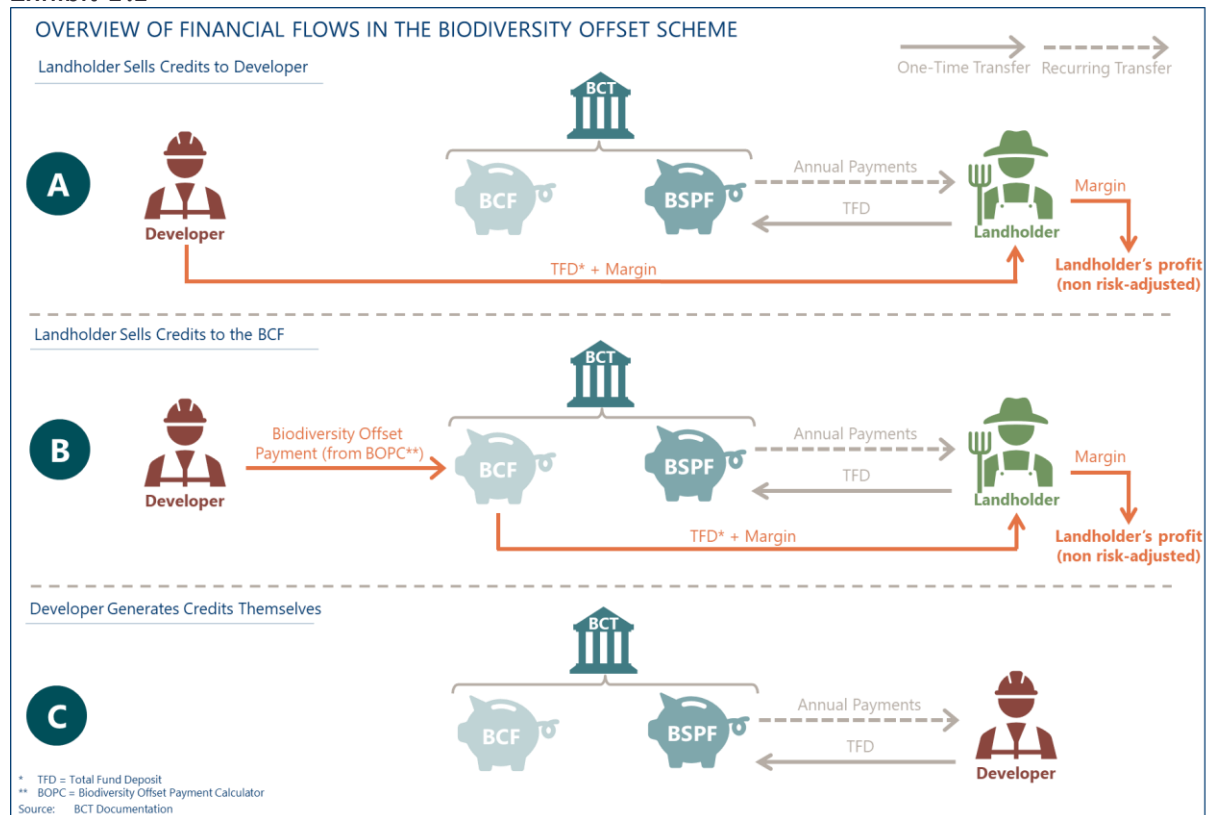 OVERVIEW OF FINANCIAL FLOWS IN THE BIODIVERSITY OFFSET SCHEME
One-Time Transfer
Recurring Transfer
Landholder Sells Credits to Developer
A
Developer
BCT
BCF
BSPF
Annual Payments
TFD
Landholder
Margin
Landholder's profit
(non risk-adjusted)
TFD* + Margin
Landholder Sells Credits to the BCF
B
Developer
Biodiversity Offset
Payment (from BOPC**)
BCT
BCF
BSPF
Annual Payments
TFD
Landholder
Margin
Landholder's profit
(non risk-adjusted)
TFD* + Margin
Developer Generates Credits Themselves
C
BCT
BCF
BSPF
Annual Payments
TFD
Developer
* TFD = Total Fund Deposit
** BOPC = Biodiversity Offset Payment Calculator
Source: BCT Documentation